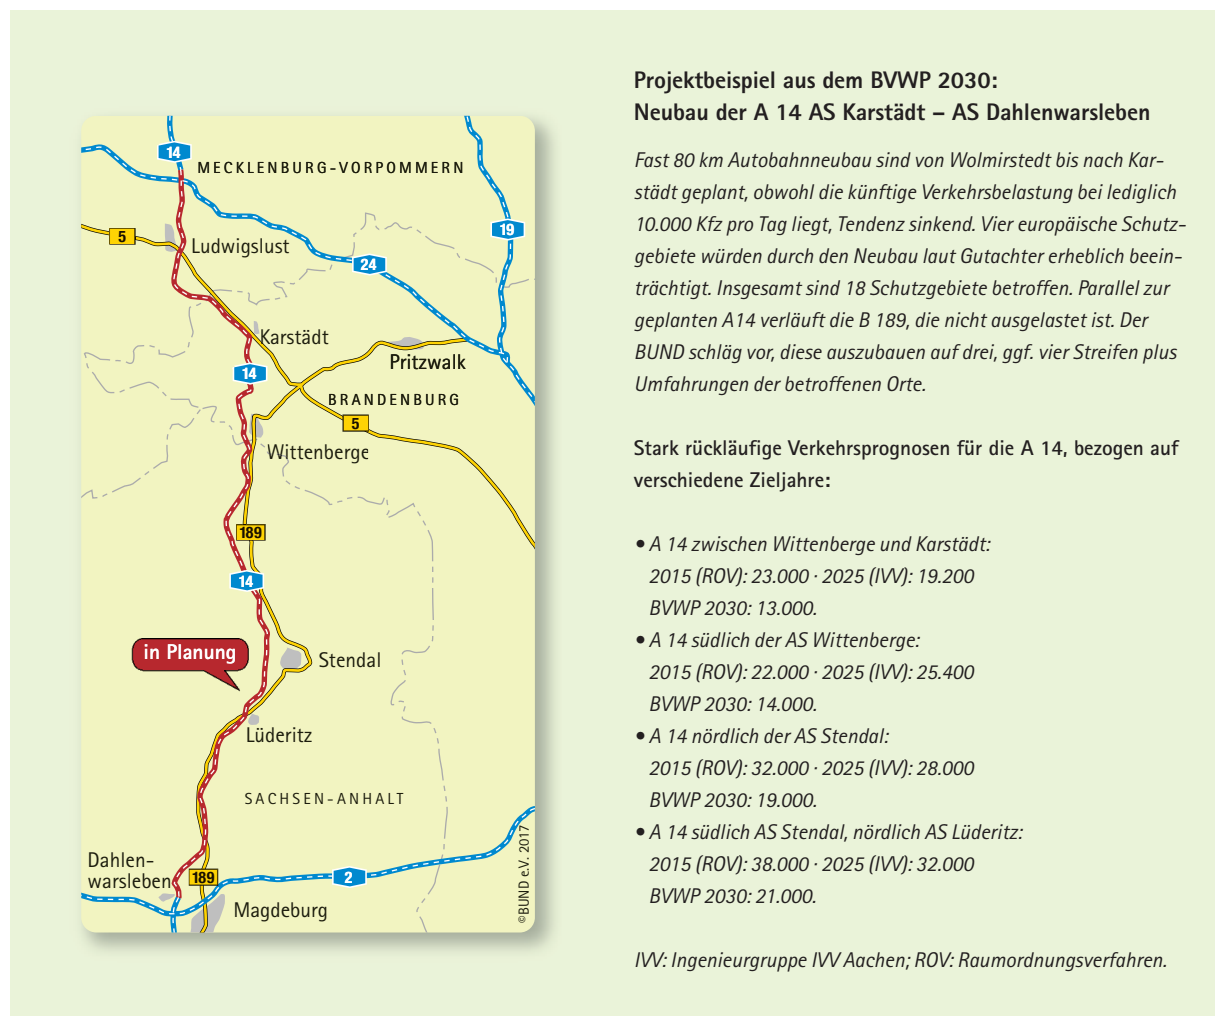 14
MECKLENBURG-VORPOMMERN
5
Ludwigslust
19
24
Karstädt
Pritzwalk
14
BRANDENBURG
5
Wittenberge
189
14
in Planung
Stendal
Lüderitz
SACHSEN-ANHALT
Dahlen-
warsleben
189
2
Magdeburg
©BUND e.V. 2017
Projektbeispiel aus dem BVWP 2030:
Neubau der A 14 AS Karstädt – AS Dahlenwarsleben
Fast 80 km Autobahnneubau sind von Wolmirstedt bis nach Kar-
städt geplant, obwohl die künftige Verkehrsbelastung bei lediglich
10.000 Kfz pro Tag liegt, Tendenz sinkend. Vier europäische Schutz-
gebiete würden durch den Neubau laut Gutachter erheblich beein-
trächtigt. Insgesamt sind 18 Schutzgebiete betroffen. Parallel zur
geplanten A14 verläuft die B 189, die nicht ausgelastet ist. Der
BUND schläg vor, diese auszubauen auf drei, ggf. vier Streifen plus
Umfahrungen der betroffenen Orte.
Stark rückläufige Verkehrsprognosen für die A 14, bezogen auf
verschiedene Zieljahre:
• A 14 zwischen Wittenberge und Karstädt:
2015 (ROV): 23.000 · 2025 (IVV): 19.200
BVWP 2030: 13.000.
• A 14 südlich der AS Wittenberge:
2015 (ROV): 22.000 · 2025 (IVV): 25.400
BVWP 2030: 14.000.
• A 14 nördlich der AS Stendal:
2015 (ROV): 32.000 · 2025 (IVV): 28.000
BVWP 2030: 19.000.
• A 14 südlich AS Stendal, nördlich AS Lüderitz:
2015 (ROV): 38.000 · 2025 (IVV): 32.000
BVWP 2030: 21.000.
IVV: Ingenieurgruppe IVV Aachen; ROV: Raumordnungsverfahren.